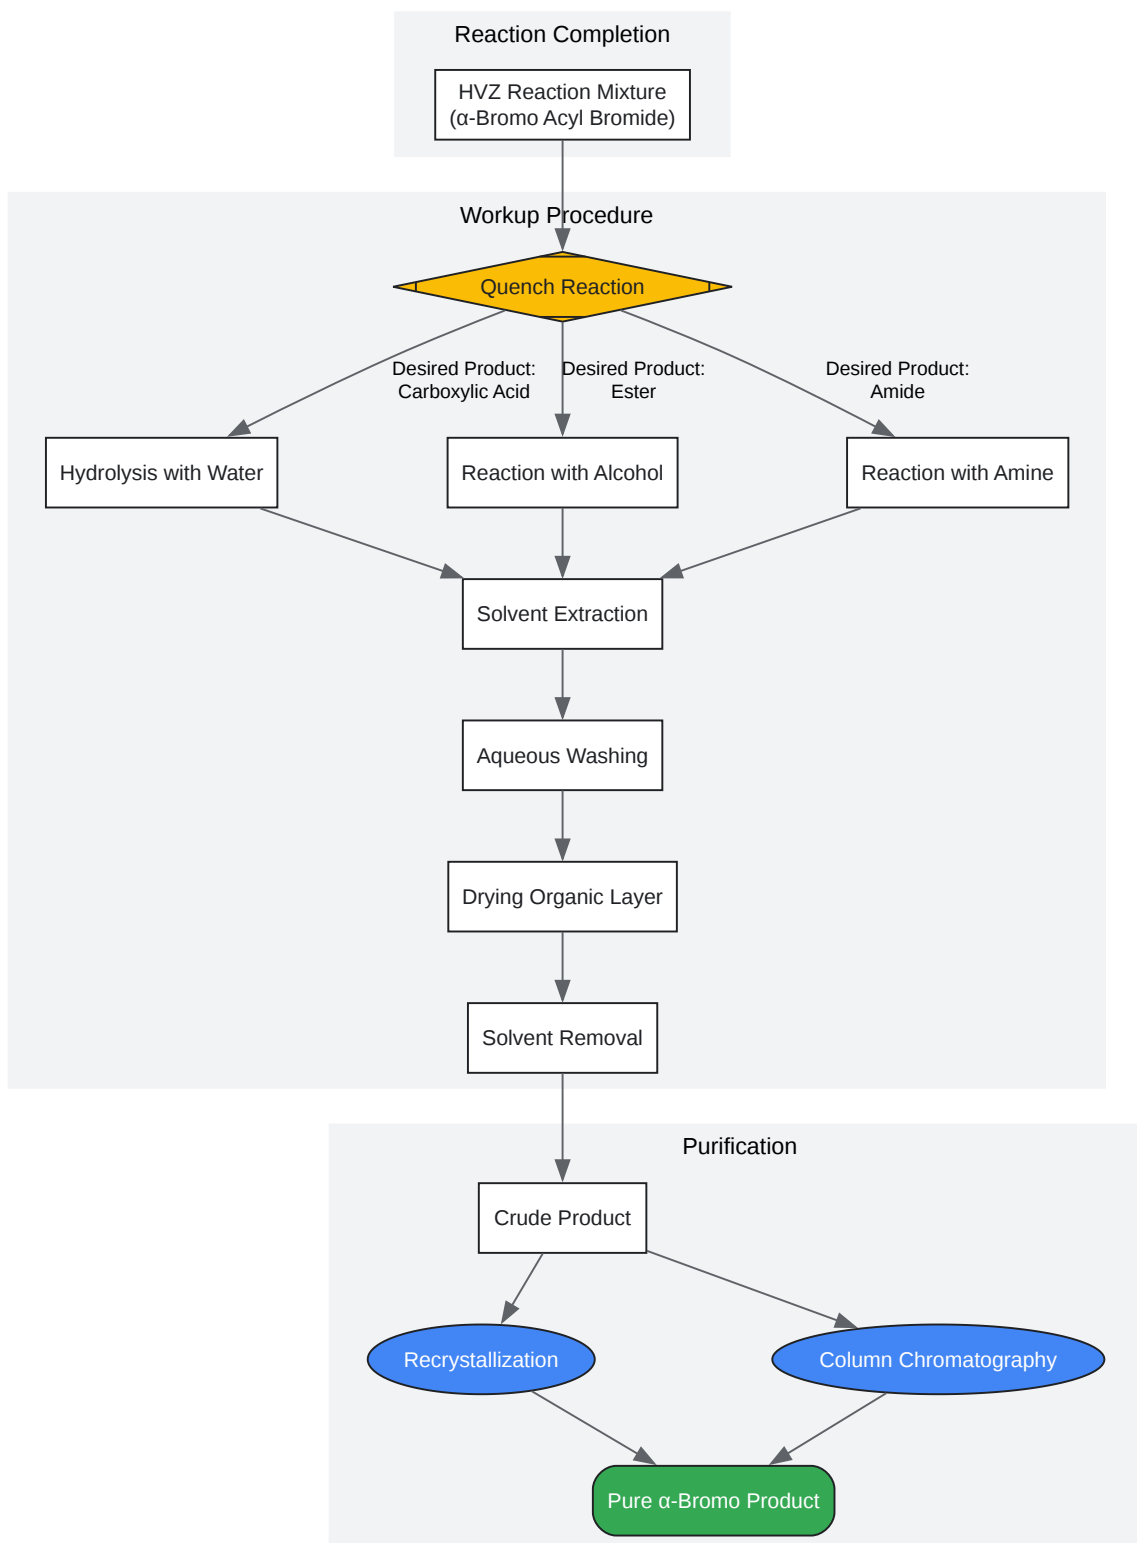 Reaction Completion
HVZ Reaction Mixture
(α-Bromo Acyl Bromide)
Workup Procedure
Quench Reaction
Desired Product:
Carboxylic Acid
Desired Product:
Ester
Desired Product:
Amide
Hydrolysis with Water
Reaction with Alcohol
Reaction with Amine
Solvent Extraction
Aqueous Washing
Drying Organic Layer
Solvent Removal
Purification
Crude Product
Recrystallization
Column Chromatography
Pure α-Bromo Product